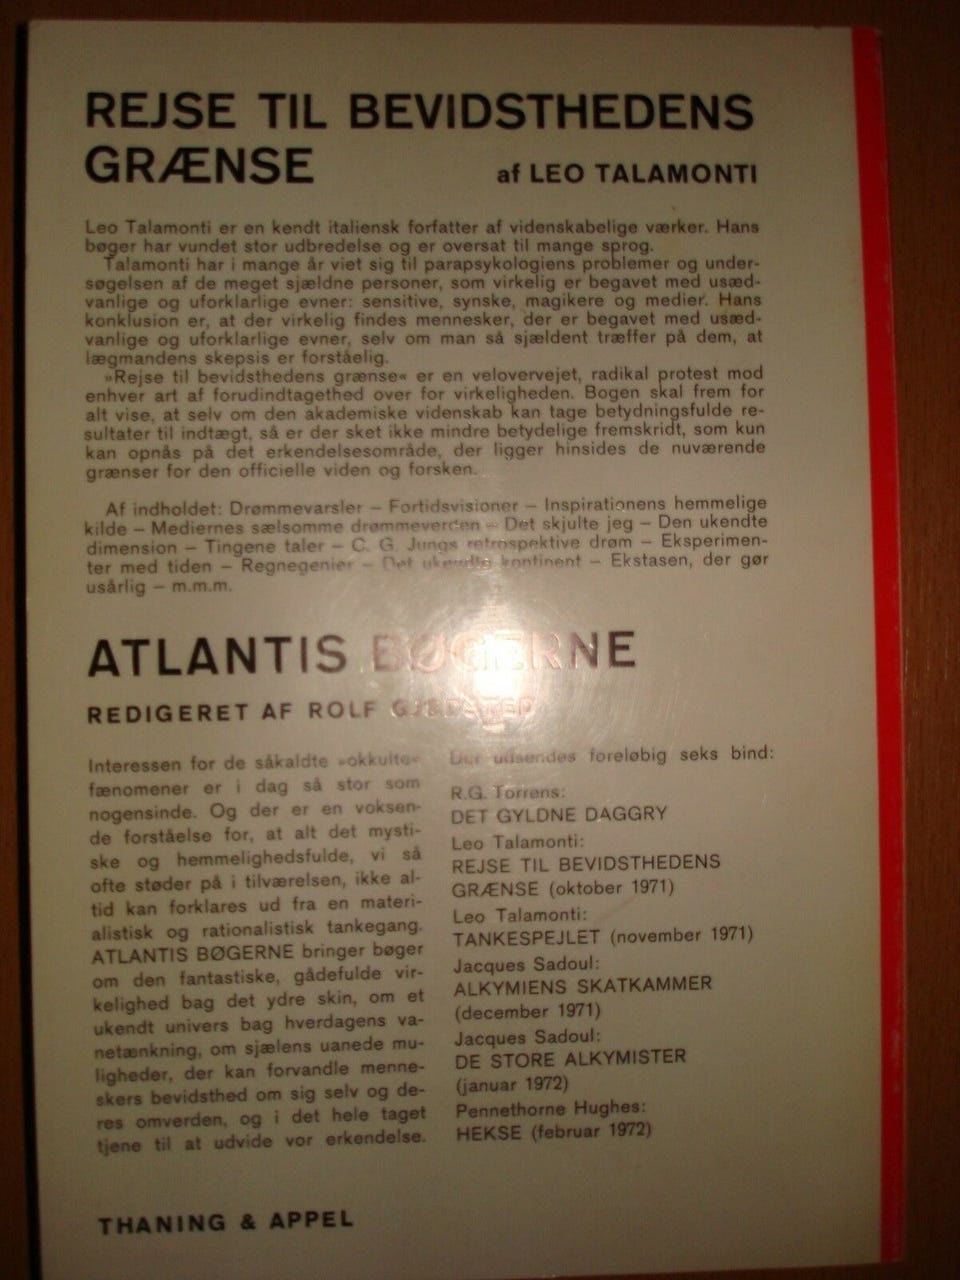 REJSE TIL BEVIDSTHEDENS
GRÆNSE af LEO TALAMONTI
Leo Talamonti er en kendt italiensk forfatter af videnskabelige værker. Hans
bøger har vundet stor udbredelse og er oversat til mange sprog.
Talamonti har i mange år viet sig til parapsykologiens problemer og under-
søgelsen af de meget sjældne personer, som virkelig er begavet med usæd-
vanlige og uforklarlige evner: sensitive, synske, magikere og medier. Hans
konklusion er, at der virkelig findes mennesker, der er begavet med usæd-
vanlige og uforklarlige evner, selv om man så sjældent træffer på dem, at
lægmandens skepsis er forståelig.
»Rejse til bevidsthedens grænse« er en velovervejet, radikal protest mod
enhver art af forudindtagethed over for virkeligheden. Bogen skal frem for
alt vise, at selv om den akademiske videnskab kan tage betydningsfulde re-
sultater til indtægt, så er der sket ikke mindre betydelige fremskridt, som kun
kan opnås på det erkendelsesområde, der ligger hinsides de nuværende
grænser for den officielle viden og forsken.
Af indholdet: Drømmevarsler – Fortidsvisioner – Inspirationens hemmelige
kilde – Mediernes sælsomme drømmeverden – Det skjulte jeg – Den ukendte
dimension – Tingene taler – C. G. Jungs retrospektive drøm – Eksperimen-
ter med tiden – Regnegenier – Det ukendte kontinent – Ekstasen, der gør
usårlig – m.m.m.
ATLANTIS BØGERNE
REDIGERET AF ROLF
Interessen for de såkaldte »okkulte«
fænomener er i dag så stor som
nogensinde. Og der er en voksen-
de forståelse for, at alt det mysti-
ske og hemmelighedsfulde, vi så
ofte støder på i tilværelsen, ikke al-
tid kan forklares ud fra en materi-
alistisk og rationalistisk tankegang.
ATLANTIS BØGERNE bringer bøger
om den fantastiske, gådefulde vir-
kelighed bag det ydre skin, om et
ukendt univers bag hverdagens va-
netænkning, om sjælens uanede mu-
ligheder, der kan forvandle menne-
skers bevidsthed om sig selv og de-
res omverden, og i det hele taget
tjene til at udvide vor erkendelse.
Der udsendes foreløbig seks bind:
R.G. Torrens:
DET GYLDNE DAGGRY
Leo Talamonti:
REJSE TIL BEVIDSTHEDENS
GRÆNSE (oktober 1971)
Leo Talamonti:
TANKESPEJLET (november 1971)
Jacques Sadoul:
ALKYMIENS SKATKAMMER
(december 1971)
Jacques Sadoul:
DE STORE ALKYMISTER
(januar 1972)
Pennethorne Hughes:
HEKSE (februar 1972)
THANING & APPEL